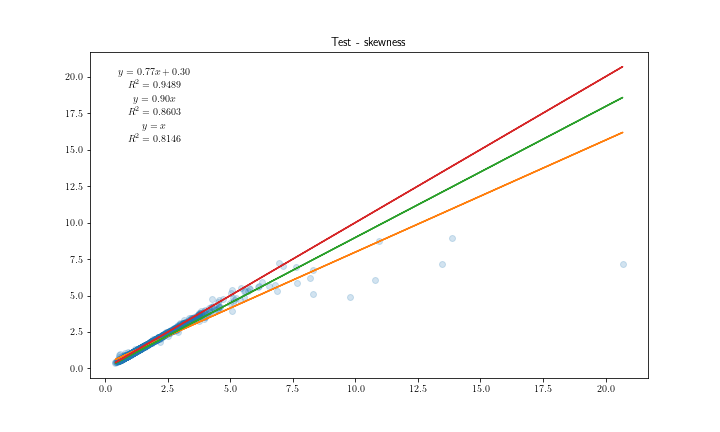 Test - skewness
y = 0.77x + 0.30
R² = 0.9489
y = 0.90x
R² = 0.8603
y = x
R² = 0.8146
20.0
17.5
15.0
12.5
10.0
7.5
5.0
2.5
0.0
0.0 2.5 5.0 7.5 10.0 12.5 15.0 17.5 20.0